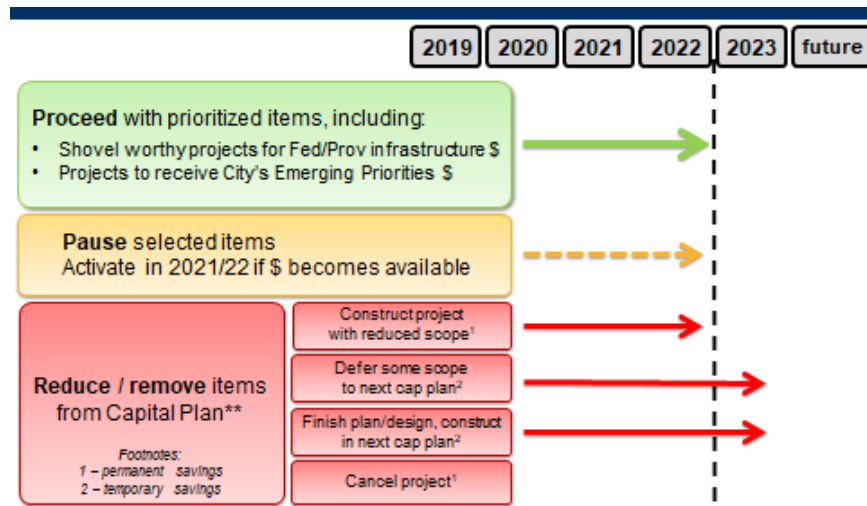 2019 2020 2021 2022 2023 future
Proceed with prioritized items, including:
• Shovel worthy projects for Fed/Prov infrastructure $
• Projects to receive City's Emerging Priorities $
Pause selected items
Activate in 2021/22 if $ becomes available
Reduce / remove items
from Capital Plan**
Footnotes:
1 – permanent savings
2 – temporary savings
Construct project
with reduced scope¹
Defer some scope
to next cap plan²
Finish plan/design, construct
in next cap plan²
Cancel project¹